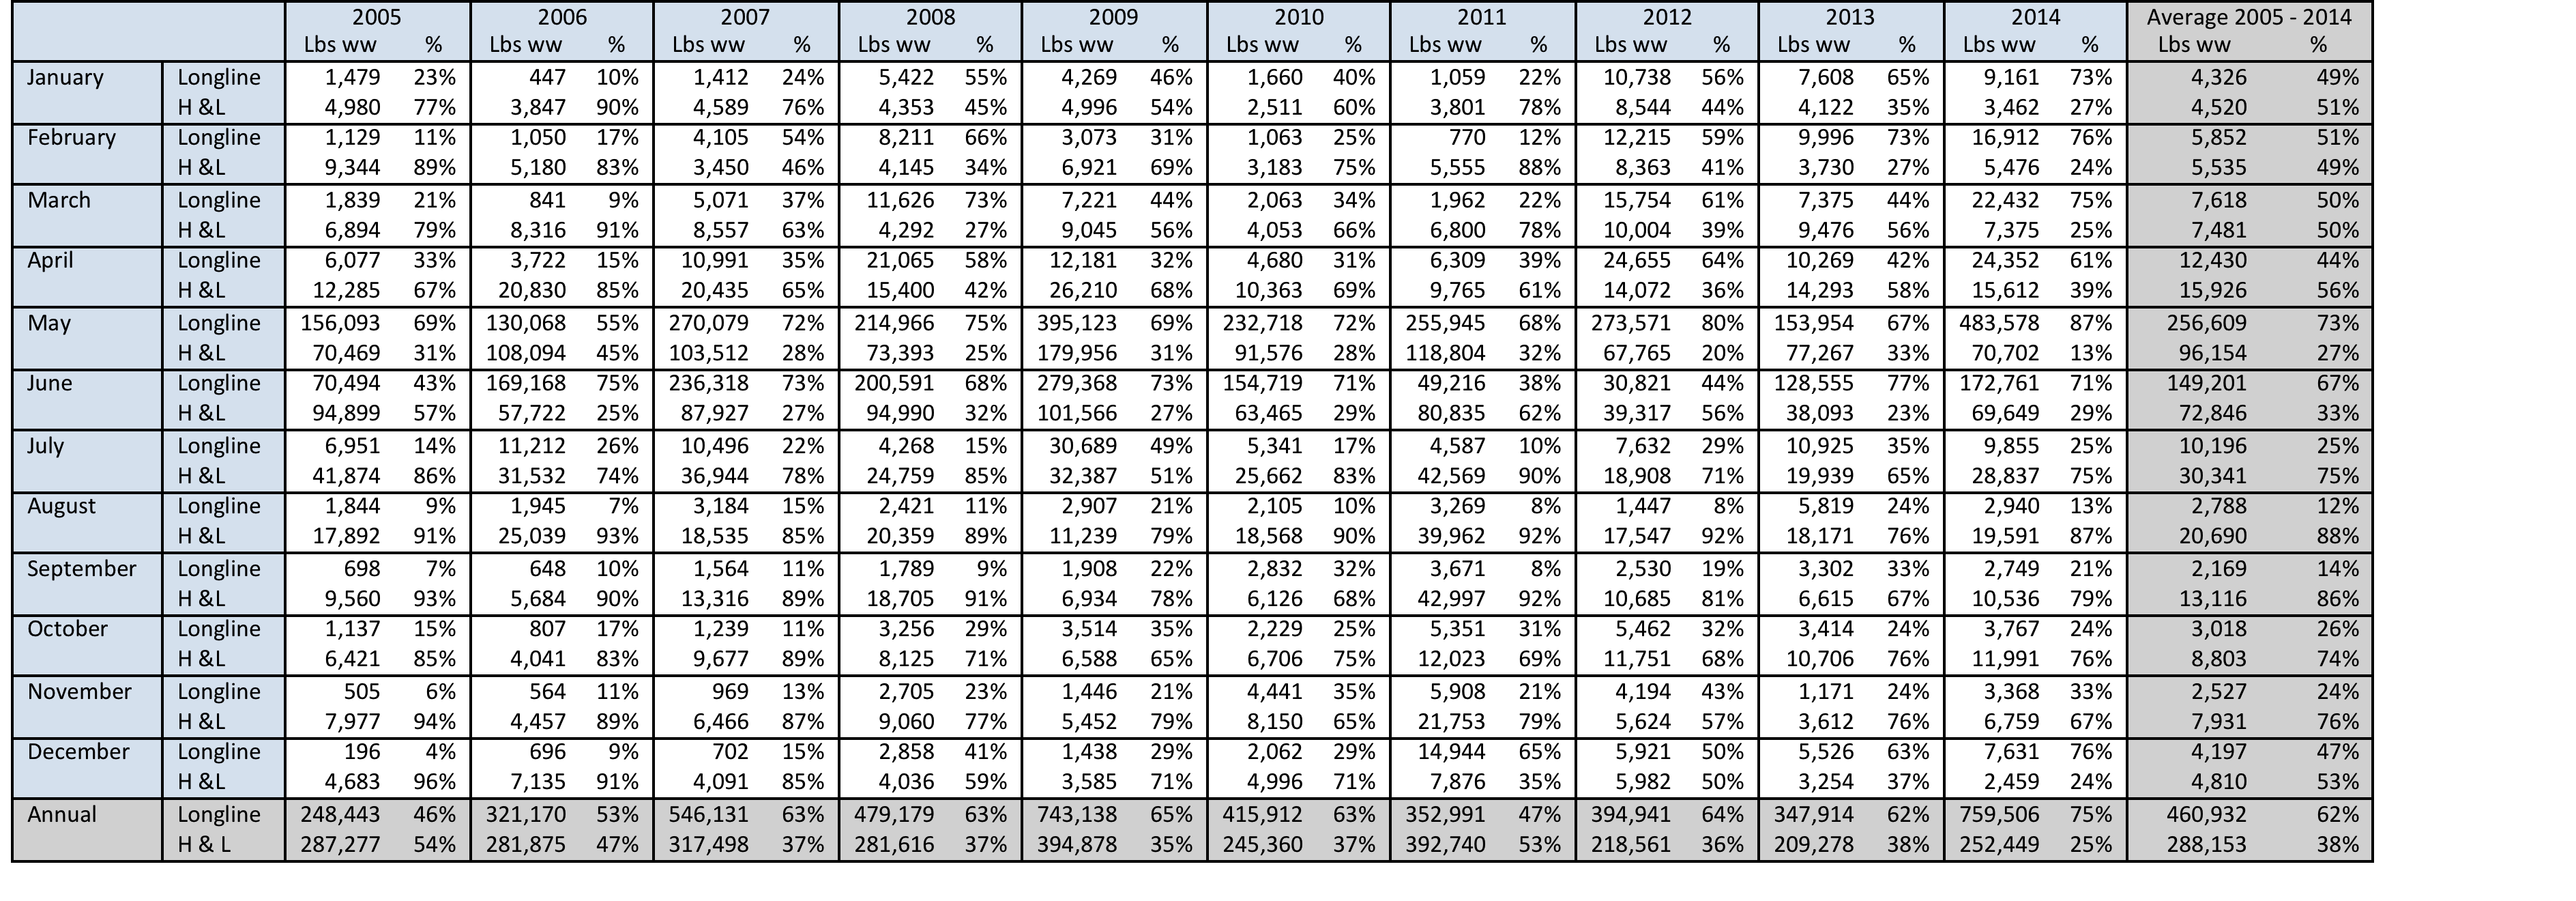 2005 2006 2007 2008 2009 2010 2011 2012 2013 2014 Average 2005 - 2014
Lbs ww % Lbs ww % Lbs ww % Lbs ww % Lbs ww % Lbs ww % Lbs ww % Lbs ww % Lbs ww % Lbs ww % Lbs ww %
January Longline 1,479 23% 447 10% 1,412 24% 5,422 55% 4,269 46% 1,660 40% 1,059 22% 10,738 56% 7,608 65% 9,161 73% 4,326 49%
H &L 4,980 77% 3,847 90% 4,589 76% 4,353 45% 4,996 54% 2,511 60% 3,801 78% 8,544 44% 4,122 35% 3,462 27% 4,520 51%
February Longline 1,129 11% 1,050 17% 4,105 54% 8,211 66% 3,073 31% 1,063 25% 770 12% 12,215 59% 9,996 73% 16,912 76% 5,852 51%
H &L 9,344 89% 5,180 83% 3,450 46% 4,145 34% 6,921 69% 3,183 75% 5,555 88% 8,363 41% 3,730 27% 5,476 24% 5,535 49%
March Longline 1,839 21% 841 9% 5,071 37% 11,626 73% 7,221 44% 2,063 34% 1,962 22% 15,754 61% 7,375 44% 22,432 75% 7,618 50%
H &L 6,894 79% 8,316 91% 8,557 63% 4,292 27% 9,045 56% 4,053 66% 6,800 78% 10,004 39% 9,476 56% 7,375 25% 7,481 50%
April Longline 6,077 33% 3,722 15% 10,991 35% 21,065 58% 12,181 32% 4,680 31% 6,309 39% 24,655 64% 10,269 42% 24,352 61% 12,430 44%
H &L 12,285 67% 20,830 85% 20,435 65% 15,400 42% 26,210 68% 10,363 69% 9,765 61% 14,072 36% 14,293 58% 15,612 39% 15,926 56%
May Longline 156,093 69% 130,068 55% 270,079 72% 214,966 75% 395,123 69% 232,718 72% 255,945 68% 273,571 80% 153,954 67% 483,578 87% 256,609 73%
H &L 70,469 31% 108,094 45% 103,512 28% 73,393 25% 179,956 31% 91,576 28% 118,804 32% 67,765 20% 77,267 33% 70,702 13% 96,154 27%
June Longline 70,494 43% 169,168 75% 236,318 73% 200,591 68% 279,368 73% 154,719 71% 49,216 38% 30,821 44% 128,555 77% 172,761 71% 149,201 67%
H &L 94,899 57% 57,722 25% 87,927 27% 94,990 32% 101,566 27% 63,465 29% 80,835 62% 39,317 56% 38,093 23% 69,649 29% 72,846 33%
July Longline 6,951 14% 11,212 26% 10,496 22% 4,268 15% 30,689 49% 5,341 17% 4,587 10% 7,632 29% 10,925 35% 9,855 25% 10,196 25%
H &L 41,874 86% 31,532 74% 36,944 78% 24,759 85% 32,387 51% 25,662 83% 42,569 90% 18,908 71% 19,939 65% 28,837 75% 30,341 75%
August Longline 1,844 9% 1,945 7% 3,184 15% 2,421 11% 2,907 21% 2,105 10% 3,269 8% 1,447 8% 5,819 24% 2,940 13% 2,788 12%
H &L 17,892 91% 25,039 93% 18,535 85% 20,359 89% 11,239 79% 18,568 90% 39,962 92% 17,547 92% 18,171 76% 19,591 87% 20,690 88%
September Longline 698 7% 648 10% 1,564 11% 1,789 9% 1,908 22% 2,832 32% 3,671 8% 2,530 19% 3,302 33% 2,749 21% 2,169 14%
H &L 9,560 93% 5,684 90% 13,316 89% 18,705 91% 6,934 78% 6,126 68% 42,997 92% 10,685 81% 6,615 67% 10,536 79% 13,116 86%
October Longline 1,137 15% 807 17% 1,239 11% 3,256 29% 3,514 35% 2,229 25% 5,351 31% 5,462 32% 3,414 24% 3,767 24% 3,018 26%
H &L 6,421 85% 4,041 83% 9,677 89% 8,125 71% 6,588 65% 6,706 75% 12,023 69% 11,751 68% 10,706 76% 11,991 76% 8,803 74%
November Longline 505 6% 564 11% 969 13% 2,705 23% 1,446 21% 4,441 35% 5,908 21% 4,194 43% 1,171 24% 3,368 33% 2,527 24%
H &L 7,977 94% 4,457 89% 6,466 87% 9,060 77% 5,452 79% 8,150 65% 21,753 79% 5,624 57% 3,612 76% 6,759 67% 7,931 76%
December Longline 196 4% 696 9% 702 15% 2,858 41% 1,438 29% 2,062 29% 14,944 65% 5,921 50% 5,526 63% 7,631 76% 4,197 47%
H &L 4,683 96% 7,135 91% 4,091 85% 4,036 59% 3,585 71% 4,996 71% 7,876 35% 5,982 50% 3,254 37% 2,459 24% 4,810 53%
Annual Longline 248,443 46% 321,170 53% 546,131 63% 479,179 63% 743,138 65% 415,912 63% 352,991 47% 394,941 64% 347,914 62% 759,506 75% 460,932 62%
H & L 287,277 54% 281,875 47% 317,498 37% 281,616 37% 394,878 35% 245,360 37% 392,740 53% 218,561 36% 209,278 38% 252,449 25% 288,153 38%